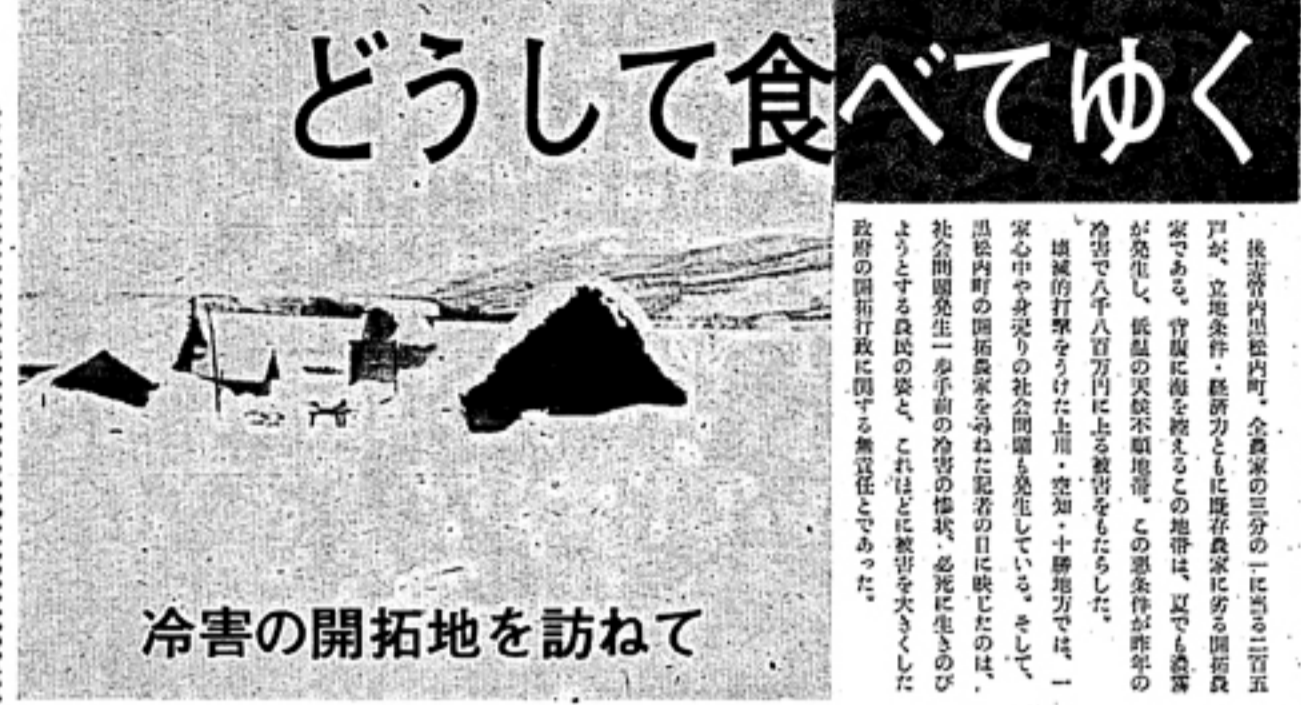 どうして食べてゆく
冷害の開拓地を訪ねて
後志管内黒松内町。全農家の三分の一に当る二百五
戸が、立地条件・経済力ともに既存農家に劣る開拓農
家である。背腹に海を控えるこの地帯は、夏でも濃霧
が発生し、低温の天候不順地帯。この悪条件が昨年の
冷害で八千八百万円に上る被害をもたらした。
壊滅的打撃をうけた上川・空知・十勝地方では、一
家心中や身売りの社会問題も発生している。そして、
黒松内町の開拓農家を尋ねた記者の目に映じたのは、
社会問題発生一歩手前の冷害の惨状、必死に生きのび
ようとする農民の姿と、これほどに被害を大きくした
政府の開拓行政に関する無責任とであった。